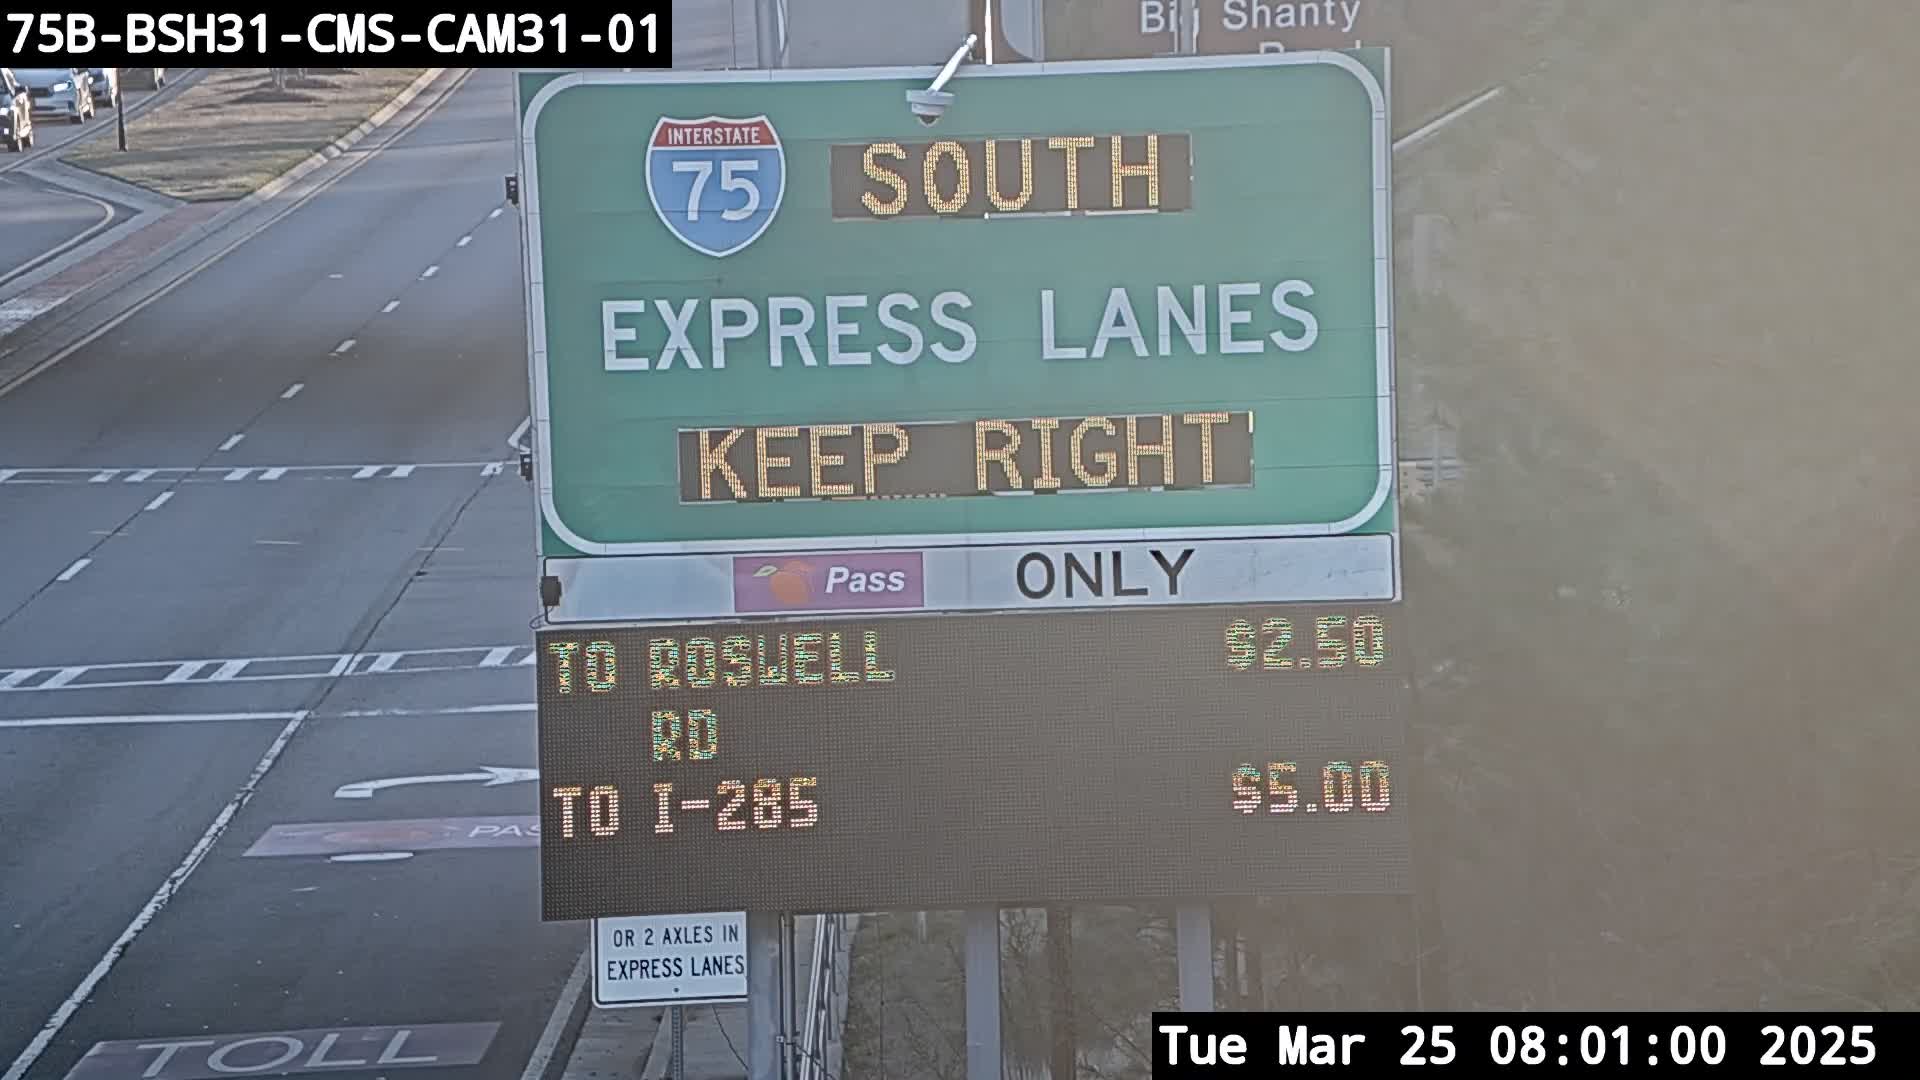 75B-BSH31-CMS-CAM31-01
Big Shanty
INTERSTATE
75
SOUTH
EXPRESS LANES
KEEP RIGHT
Pass ONLY
TO ROSWELL $2.50
RD
TO I-285 $5.00
PAS
OR 2 AXLES IN
EXPRESS LANES
TOLL
Tue Mar 25 08:01:00 2025